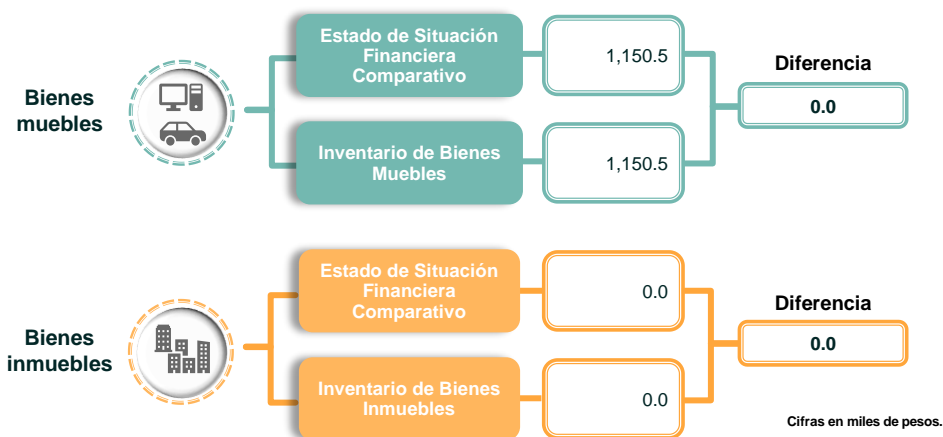 Bienes
muebles
Estado de Situación
Financiera
Comparativo
1,150.5
Inventario de Bienes
Muebles
1,150.5
Diferencia
0.0
Bienes
inmuebles
Estado de Situación
Financiera
Comparativo
0.0
Inventario de Bienes
Inmuebles
0.0
Diferencia
0.0
Cifras en miles de pesos.